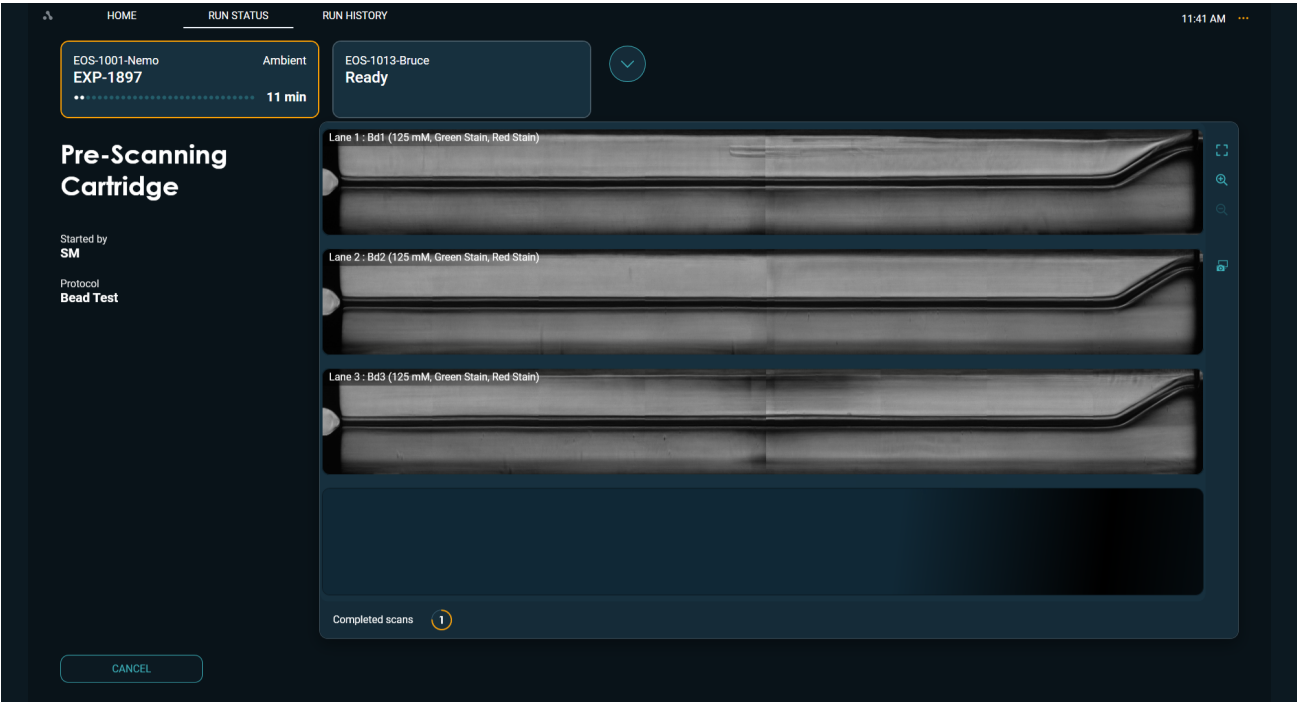 HOME
RUN STATUS
RUN HISTORY
11:41 AM
EOS-1001-Nemo
Ambient
EXP-1897
11 min
EOS-1013-Bruce
Ready
Pre-Scanning
Cartridge
Started by
SM
Protocol
Bead Test
Lane 1 : Bd1 (125 mM, Green Stain, Red Stain)
Lane 2 : Bd2 (125 mM, Green Stain, Red Stain)
Lane 3 : Bd3 (125 mM, Green Stain, Red Stain)
Completed scans
1
CANCEL